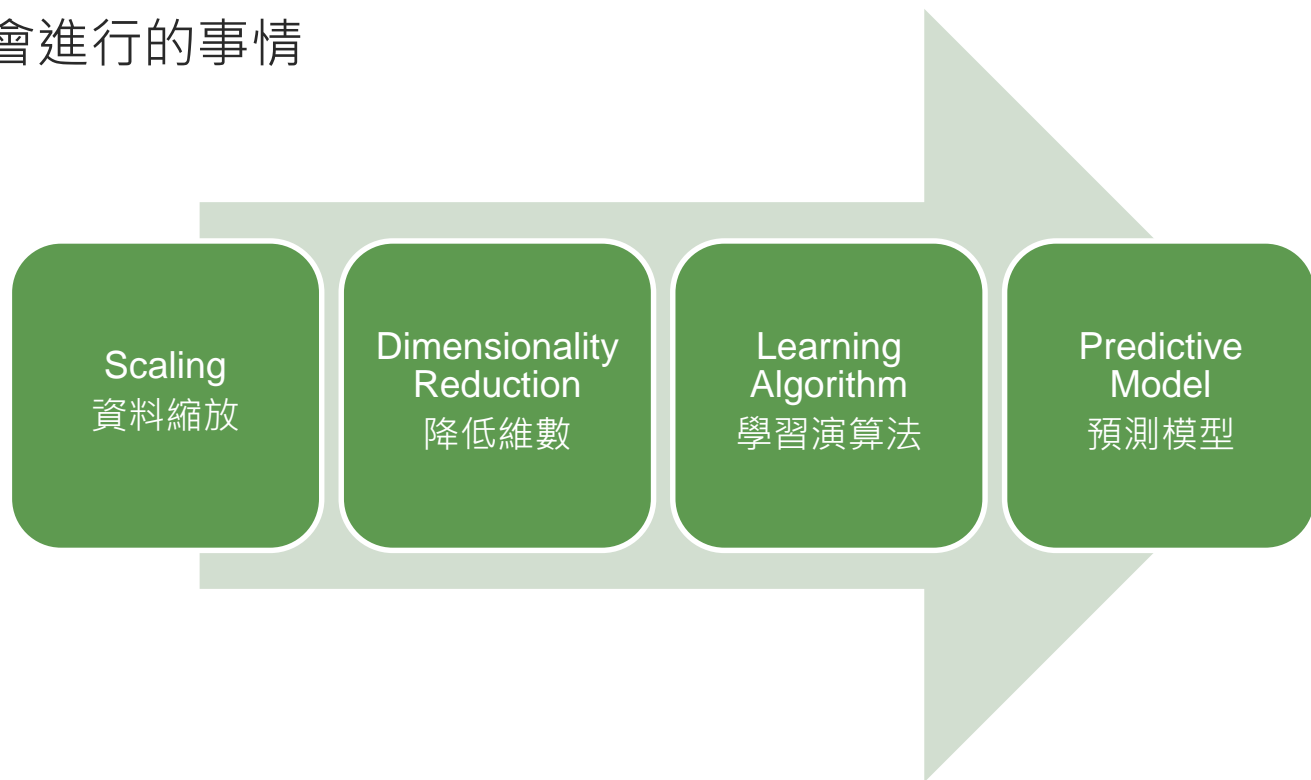 會進行的事情
Scaling
資料縮放
Dimensionality
Reduction
降低維數
Learning
Algorithm
學習演算法
Predictive
Model
預測模型